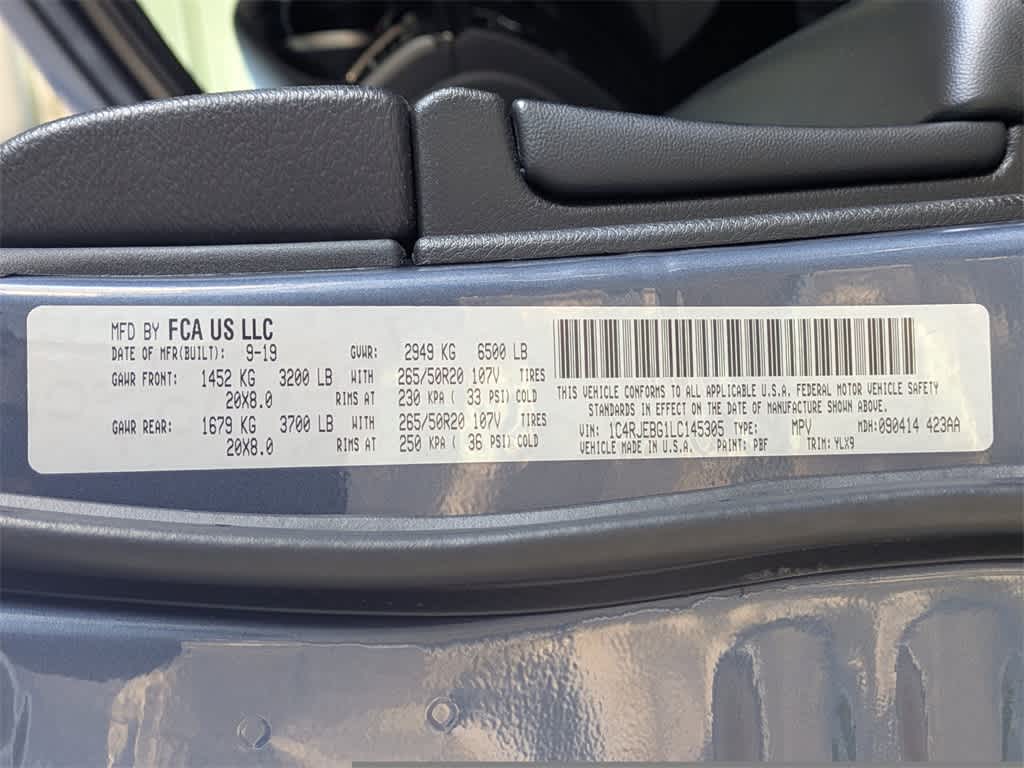 MFD BY FCA US LLC
DATE OF MFR(BUILT): 9-19 GVWR: 2949 KG 6500 LB
GAWR FRONT: 1452 KG 3200 LB WITH 265/50R20 107V TIRES
20X8.0 RIMS AT 230 KPA ( 33 PSI) COLD
GAWR REAR: 1679 KG 3700 LB WITH 265/50R20 107V TIRES
20X8.0 RIMS AT 250 KPA ( 36 PSI) COLD
THIS VEHICLE CONFORMS TO ALL APPLICABLE U.S.A. FEDERAL MOTOR VEHICLE SAFETY
STANDARDS IN EFFECT ON THE DATE OF MANUFACTURE SHOWN ABOVE.
VIN: 1C4RJEBG1LC145305 TYPE: MPV MDH: 090414 423AA
VEHICLE MADE IN U.S.A. PAINT: PBF TRIM: YLX9